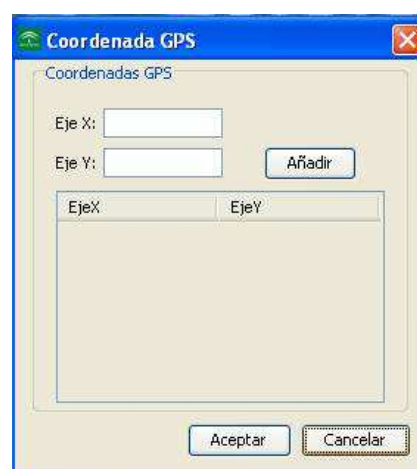 Coordenada GPS
Coordenadas GPS
Eje X:
Eje Y:
Añadir
EjeX EjeY
Aceptar Cancelar